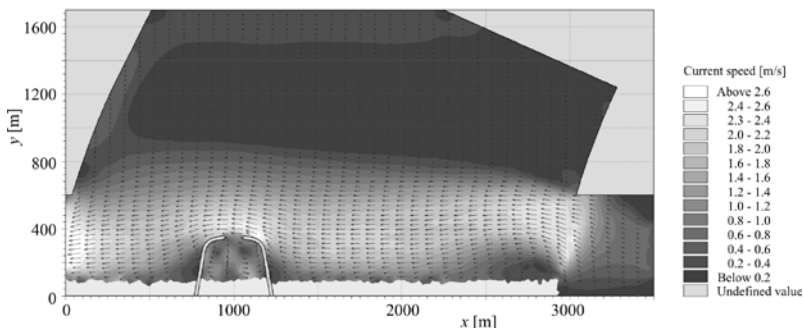 1600
1200
800
400
0
y [m]
0
1000
2000
3000
x [m]
Current speed [m/s]
Above 2.6
2.4 - 2.6
2.3 - 2.4
2.0 - 2.2
1.8 - 2.0
1.6 - 1.8
1.4 - 1.6
1.2 - 1.4
1.0 - 1.2
0.8 - 1.0
0.6 - 0.8
0.4 - 0.6
0.2 - 0.4
Below 0.2
Undefined value